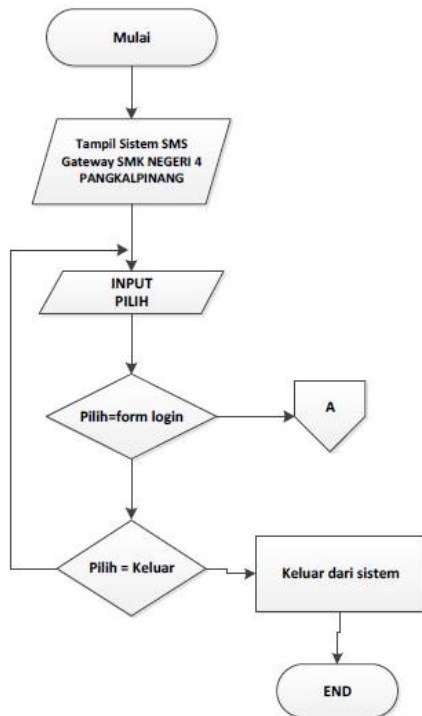 Mulai
Tampil Sistem SMS
Gateway SMK NEGERI 4
PANGKALPINANG
INPUT
PILIH
Pilih=form login
A
Pilih = Keluar
Keluar dari sistem
END